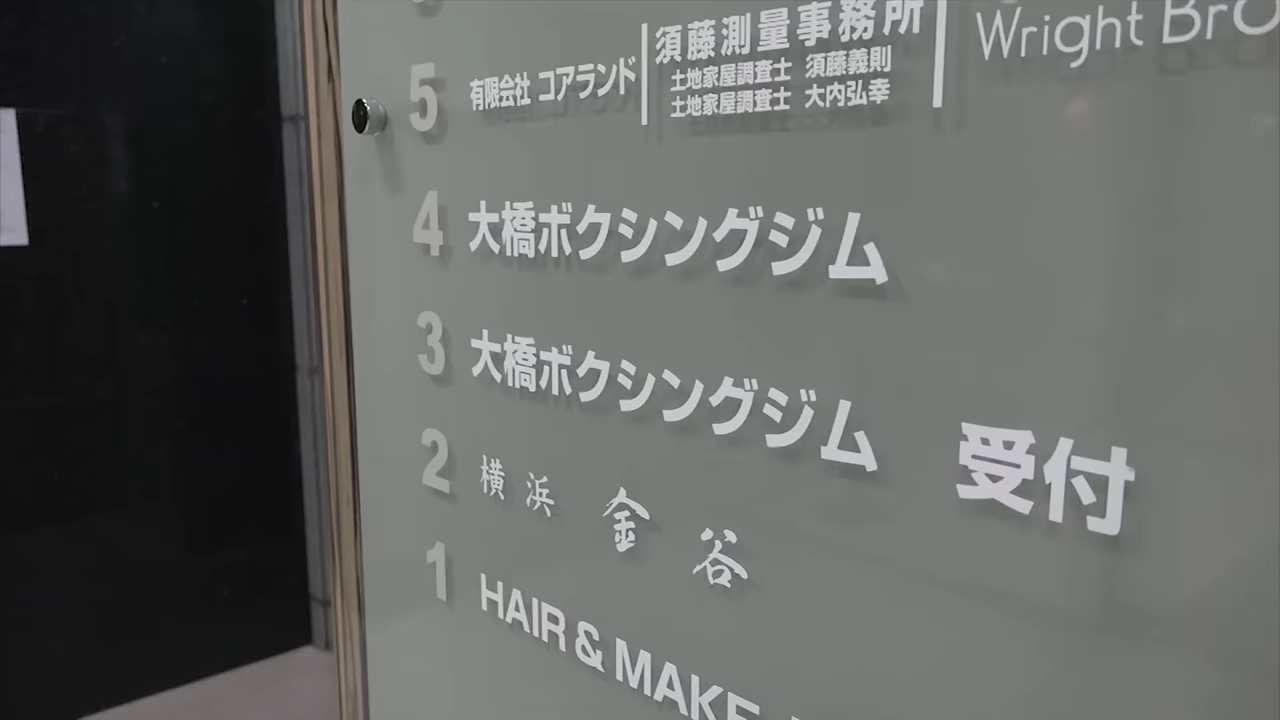 5 有限会社 コアランド 須藤測量事務所 Wright Bro
土地家屋調査士 須藤義則
土地家屋調査士 大内弘幸
4 大橋ボクシングジム
3 大橋ボクシングジム 受付
2 横浜 金谷
1 HAIR & MAKE